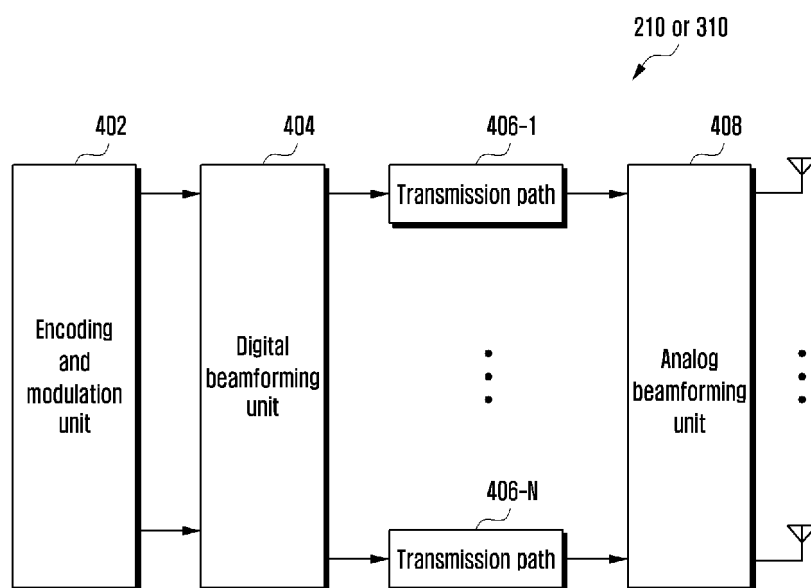 210 or 310
402
404
406-1
408
Transmission path
Encoding
and
modulation
unit
Digital
beamforming
unit
Analog
beamforming
unit
406-N
Transmission path